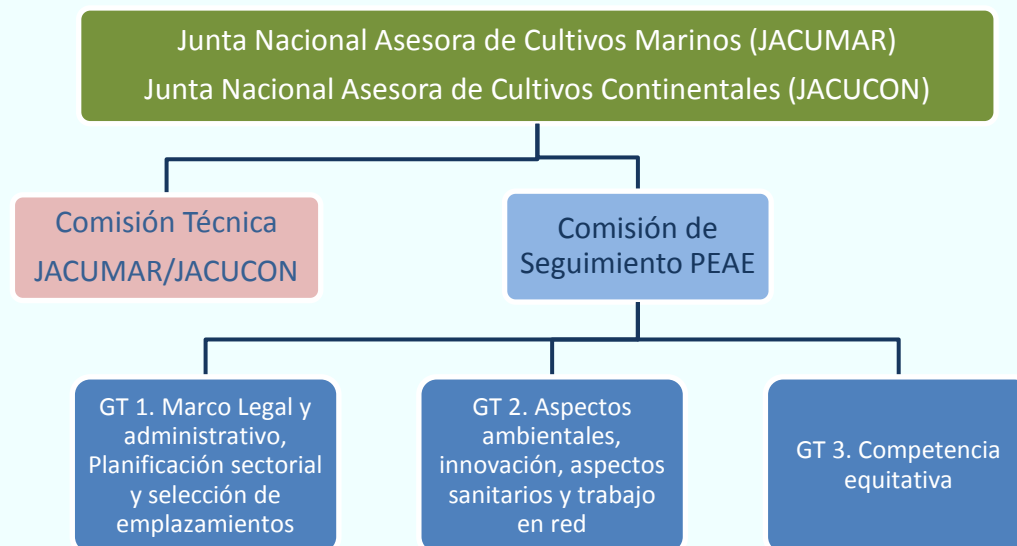 Junta Nacional Asesora de Cultivos Marinos (JACUMAR)
Junta Nacional Asesora de Cultivos Continentales (JACUCON)
Comisión Técnica
JACUMAR/JACUCON
Comisión de
Seguimiento PEAE
GT 1. Marco Legal y
administrativo,
Planificación sectorial
y selección de
emplazamientos
GT 2. Aspectos
ambientales,
innovación, aspectos
sanitarios y trabajo
en red
GT 3. Competencia
equitativa